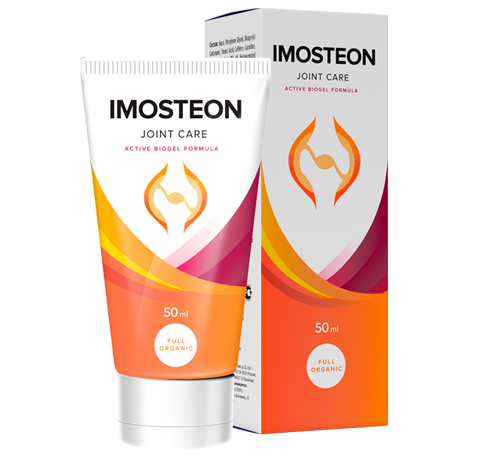 IMOSTEON
JOINT CARE
ACTIVE BIOGEL FORMULA
50 ml
FULL
ORGANIC
IMOSTEON
JOINT CARE
ACTIVE BIOGEL FORMULA
50 ml
FULL
ORGANIC